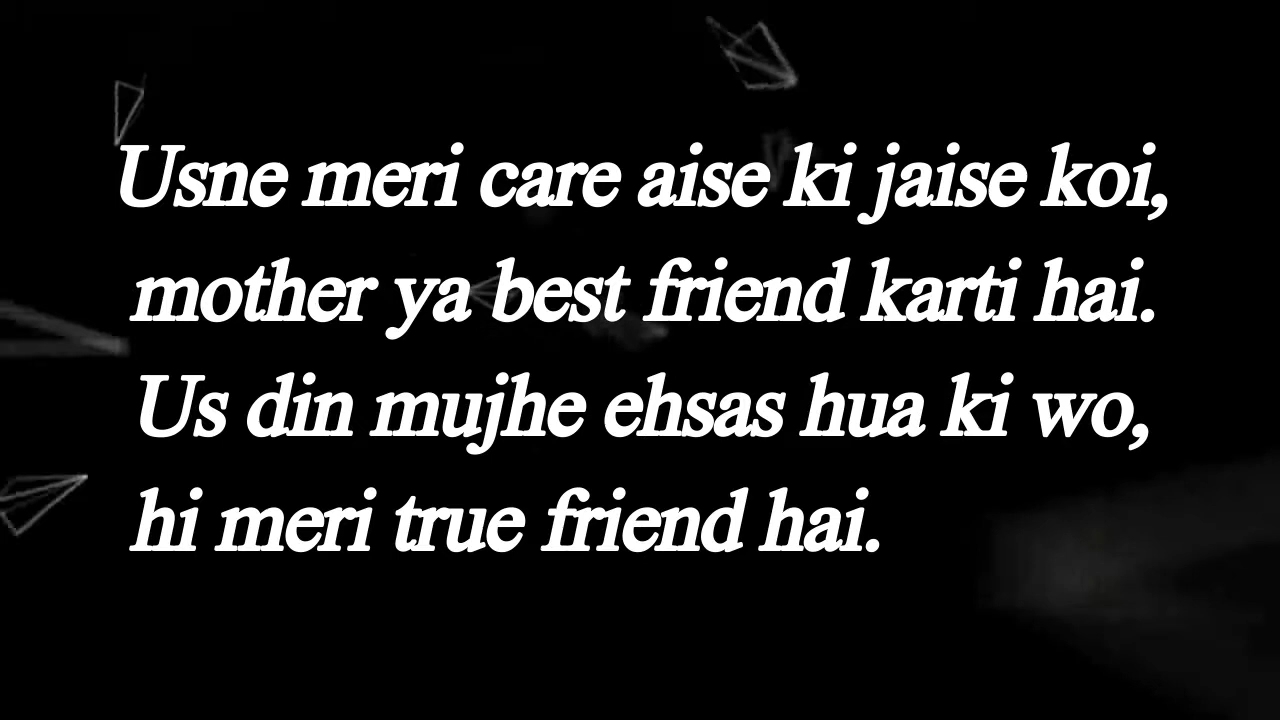 Usne meri care aise ki jaise koi,
mother ya best friend karti hai.
Us din mujhe ehsas hua ki wo,
hi meri true friend hai.